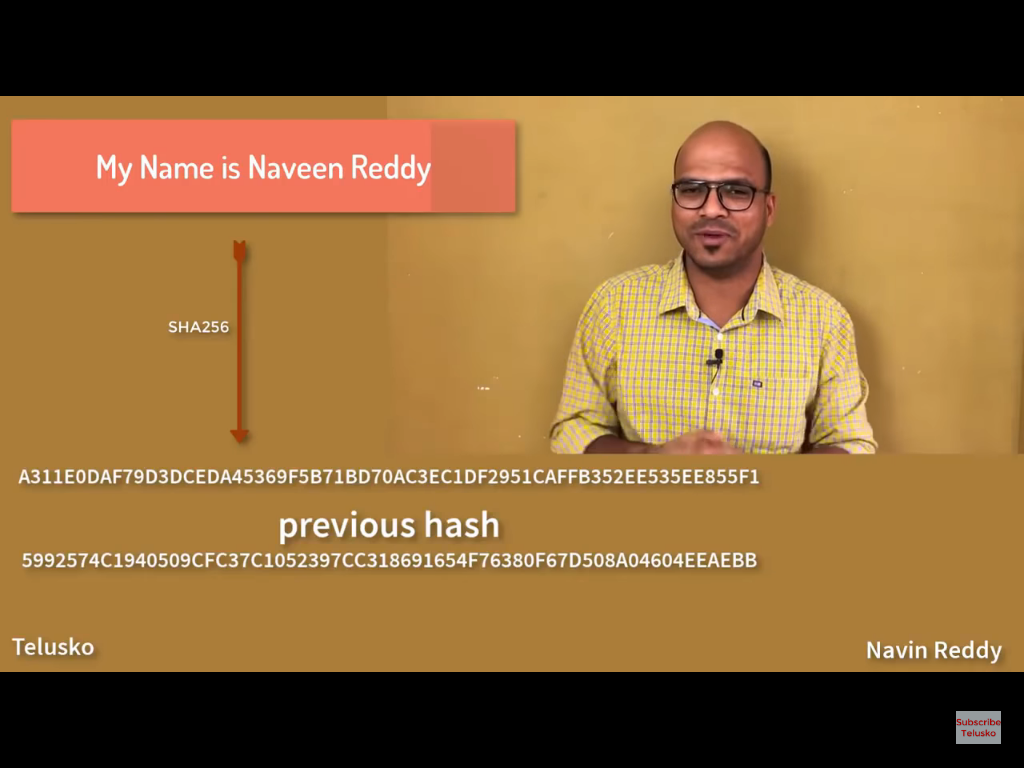 My Name is Naveen Reddy
SHA256
A311E0DAF79D3DCEDA45369F5B71BD70AC3EC1DF2951CAFFB352EE535EE855F1
previous hash
5992574C1940509CFC37C1052397CC318691654F76380F67D508A04604EEAEBB
Telusko
Navin Reddy
Subscribe
Telusko